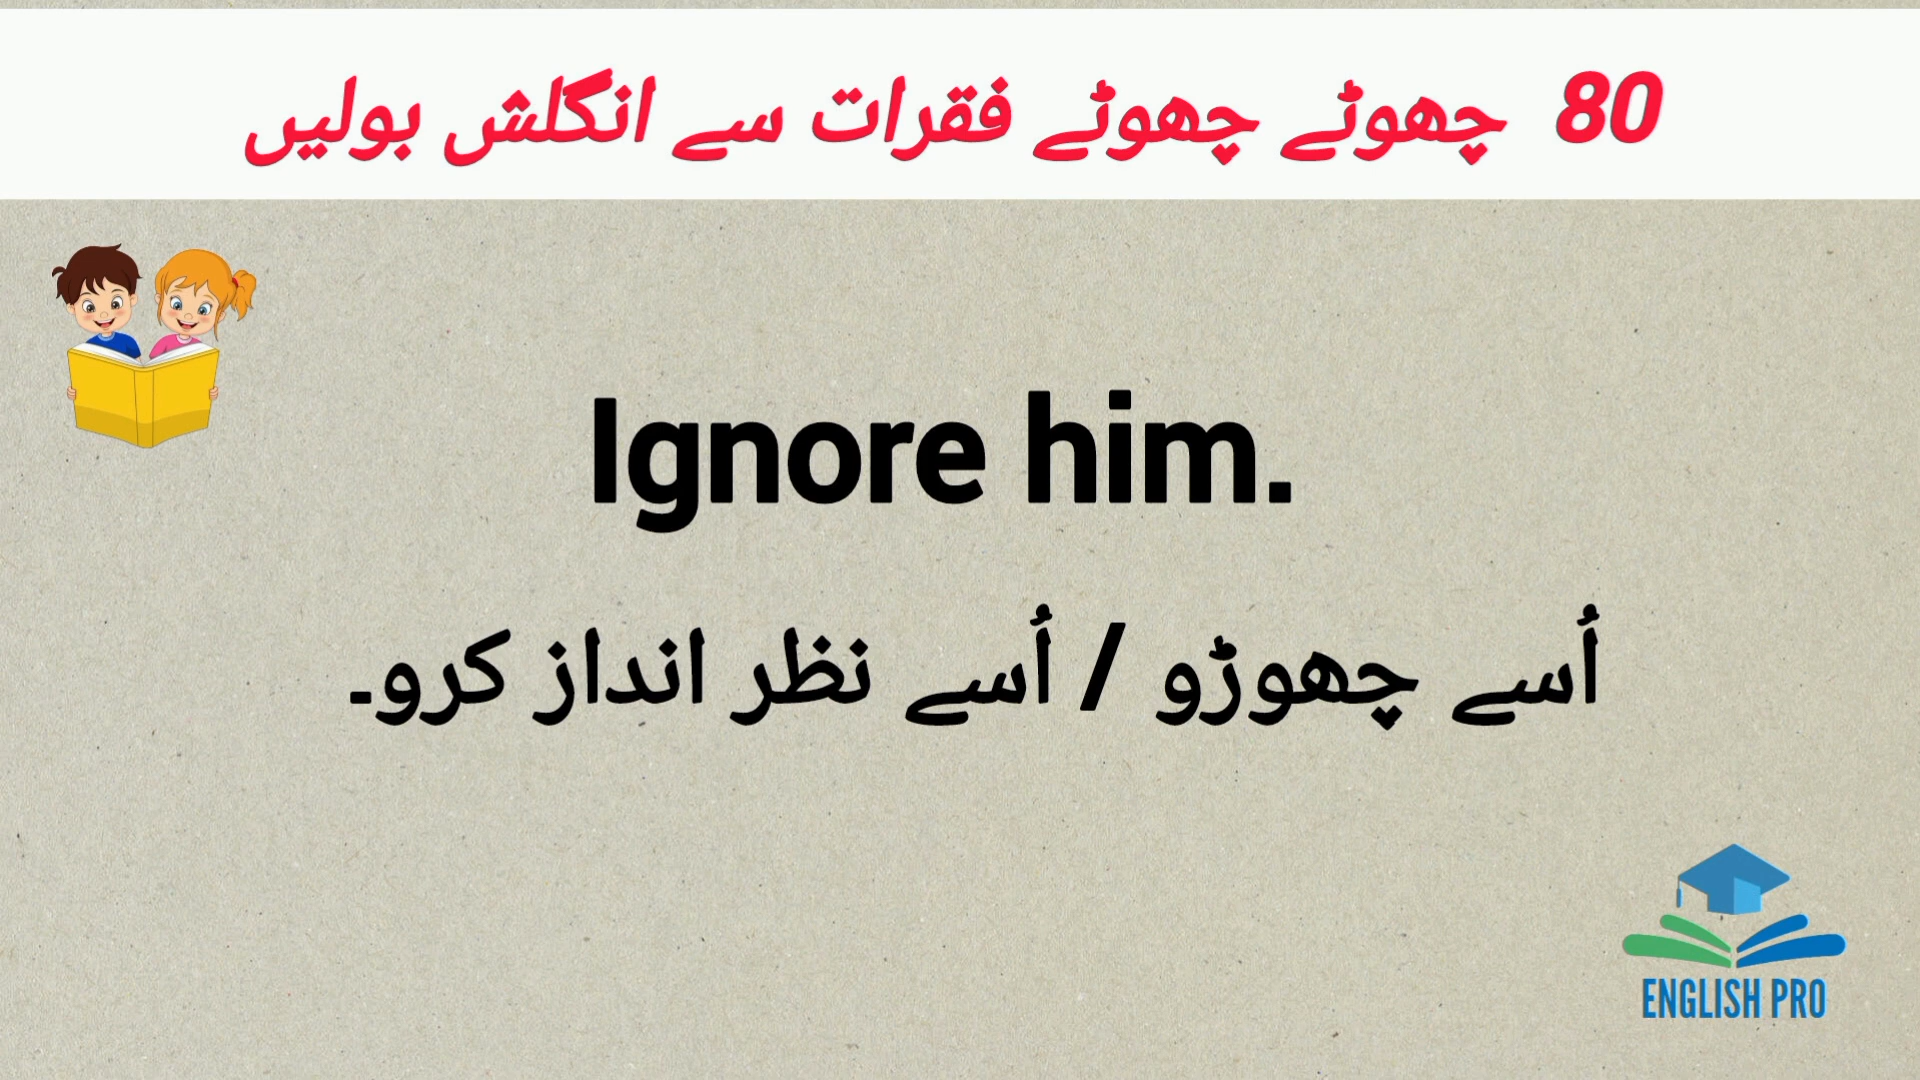 80 چھوٹے چھوٹے فقرات سے انگلش بولیں
Ignore him.
اُسے چھوڑو / اُسے نظر انداز کرو۔
ENGLISH PRO